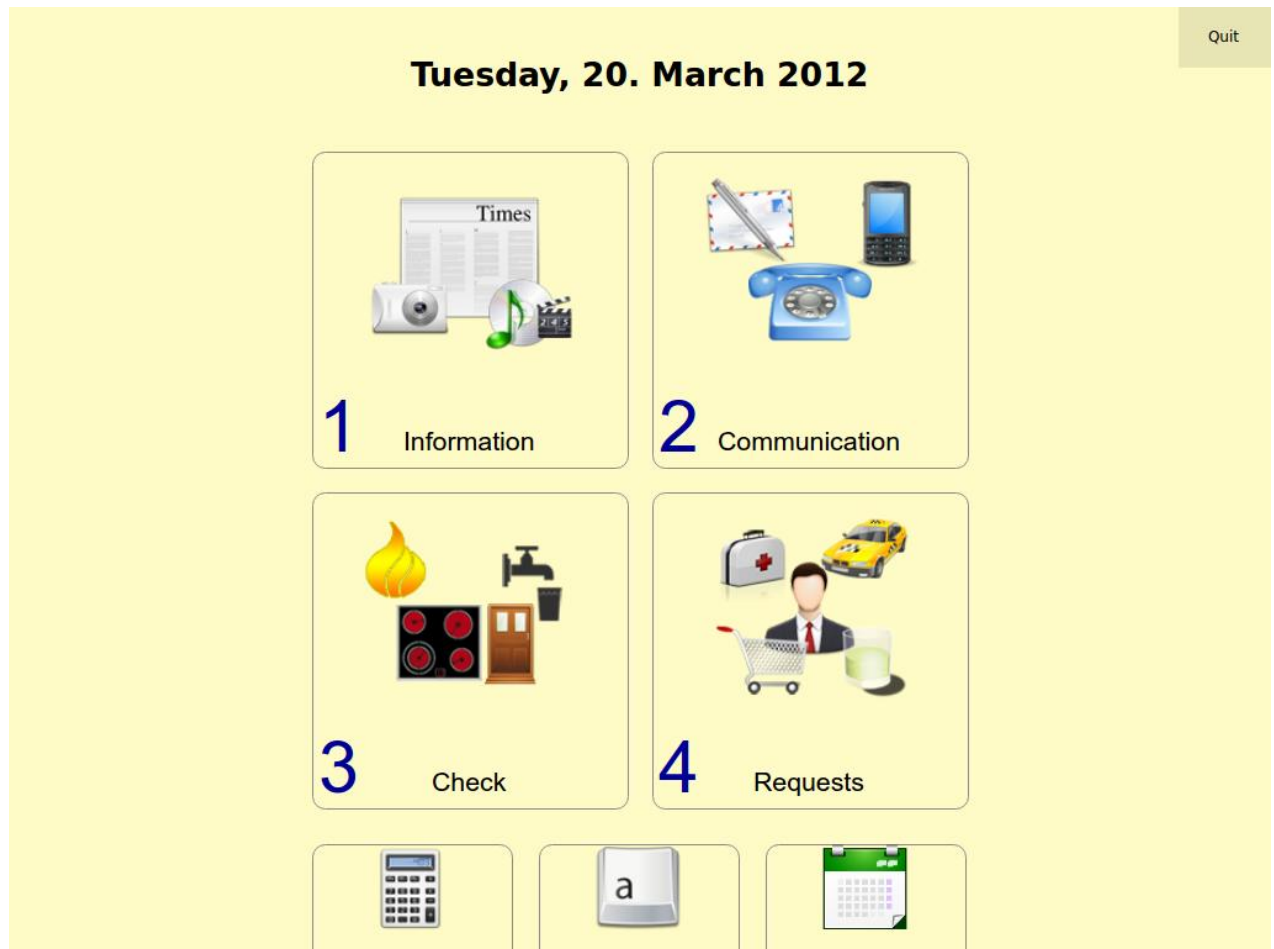 Quit
Tuesday, 20. March 2012
Times
1 Information
2 Communication
3 Check
4 Requests
a